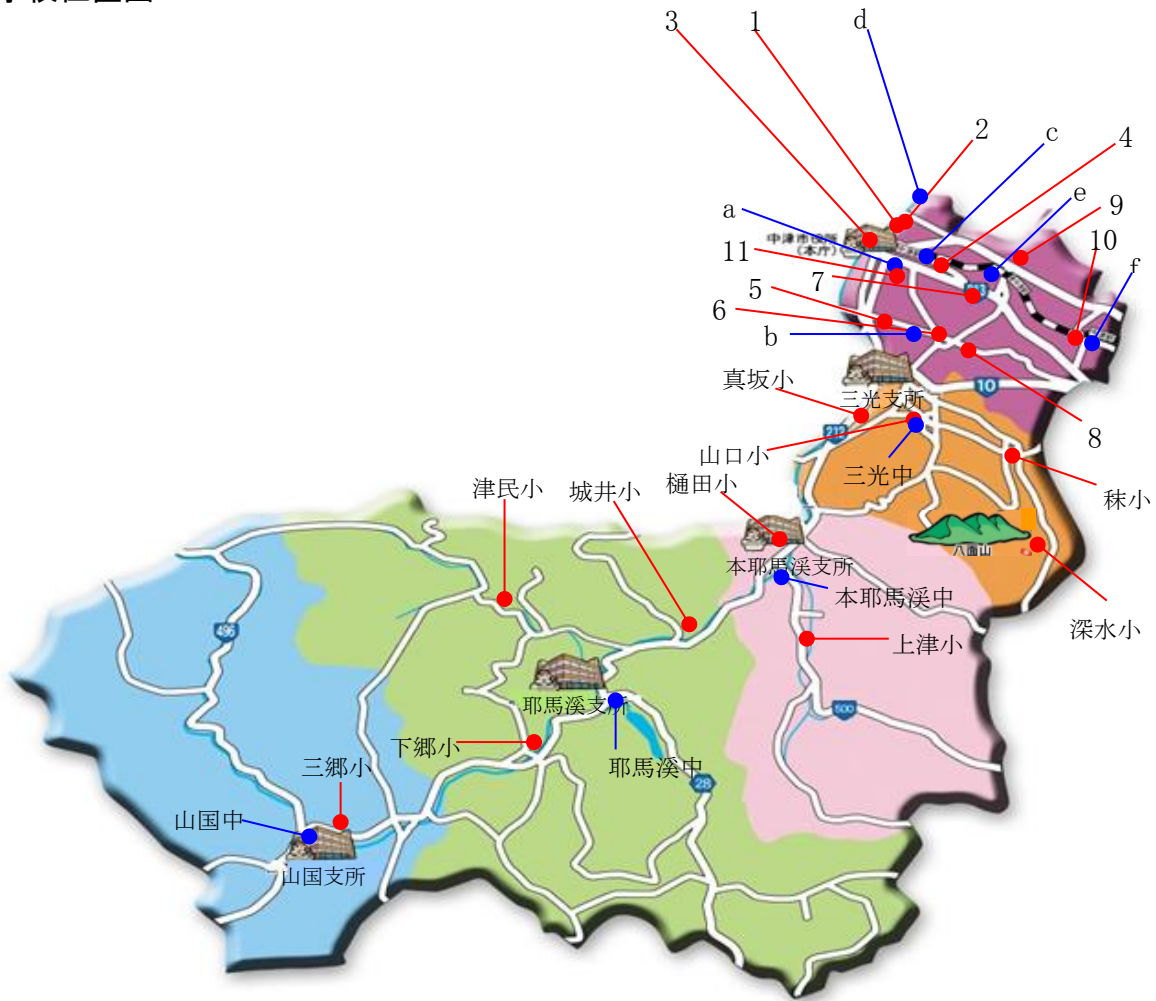 d
3
1
2
c
4
a
e
9
11
10
f
中津市役所
(本庁)
7
5
6
b
真坂小
三光支所
10
8
212
山口小
三光中
秣小
津民小
城井小
樋田小
八面山
本耶馬渓支所
本耶馬渓中
深水小
496
上津小
耶馬渓支所
500
下郷小
耶馬渓中
三郷小
28
山国中
山国支所